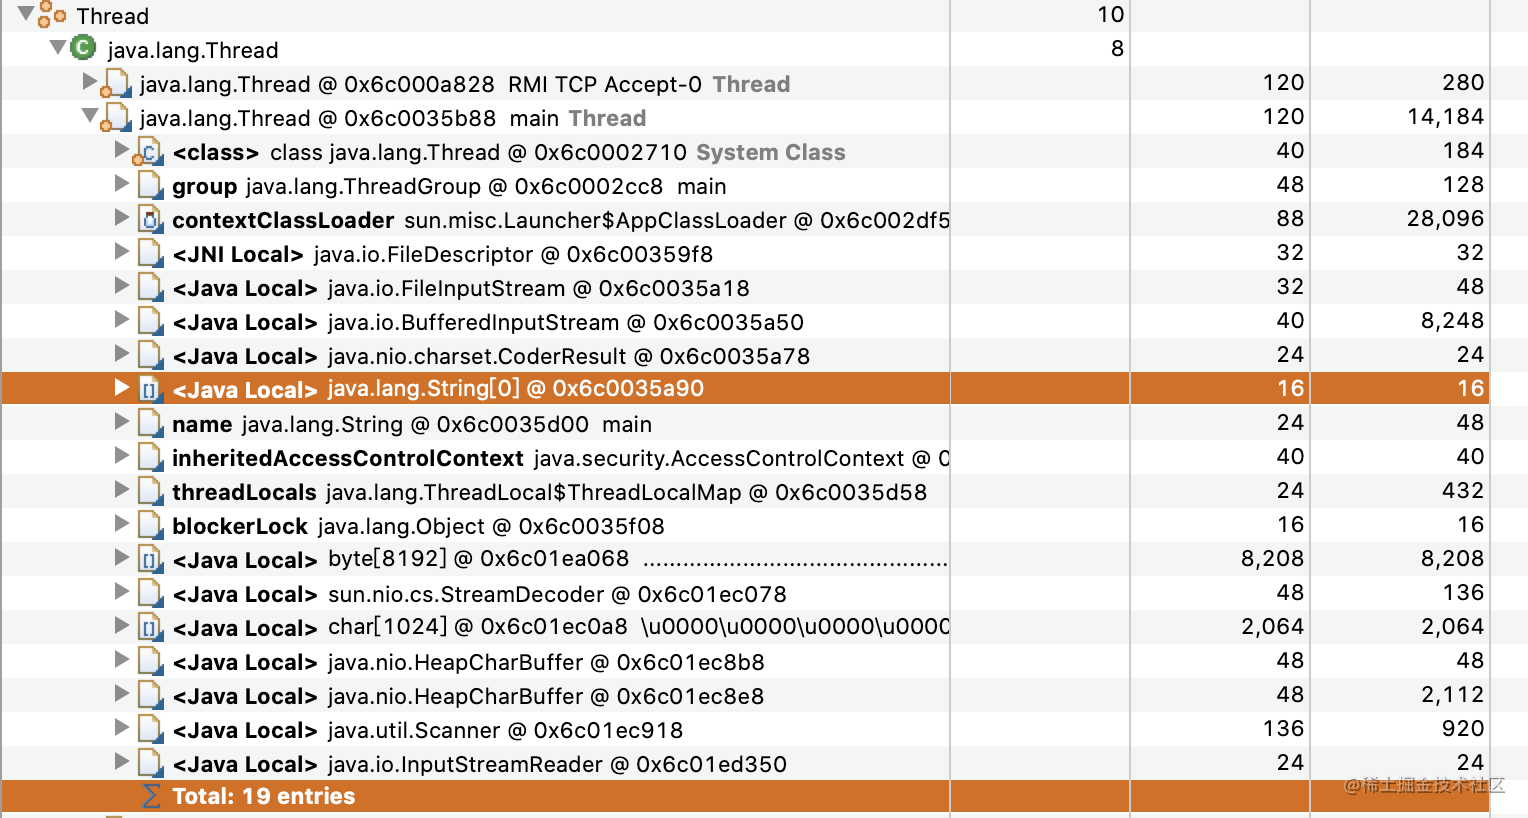 Thread 10
java.lang.Thread 8
java.lang.Thread @ 0x6c000a828 RMI TCP Accept-0 Thread 120 280
java.lang.Thread @ 0x6c0035b88 main Thread 120 14,184
<class> class java.lang.Thread @ 0x6c0002710 System Class 40 184
group java.lang.ThreadGroup @ 0x6c0002cc8 main 48 128
contextClassLoader sun.misc.Launcher$AppClassLoader @ 0x6c002df5 88 28,096
<JNI Local> java.io.FileDescriptor @ 0x6c00359f8 32 32
<Java Local> java.io.FileInputStream @ 0x6c0035a18 32 48
<Java Local> java.io.BufferedInputStream @ 0x6c0035a50 40 8,248
<Java Local> java.nio.charset.CoderResult @ 0x6c0035a78 24 24
<Java Local> java.lang.String[0] @ 0x6c0035a90 16 16
name java.lang.String @ 0x6c0035d00 main 24 48
inheritedAccessControlContext java.security.AccessControlContext @ 0 40 40
threadLocals java.lang.ThreadLocal$ThreadLocalMap @ 0x6c0035d58 24 432
blockerLock java.lang.Object @ 0x6c0035f08 16 16
<Java Local> byte[8192] @ 0x6c01ea068 .............................................. 8,208 8,208
<Java Local> sun.nio.cs.StreamDecoder @ 0x6c01ec078 48 136
<Java Local> char[1024] @ 0x6c01ec0a8 \u0000\u0000\u0000\u0000 2,064 2,064
<Java Local> java.nio.HeapCharBuffer @ 0x6c01ec8b8 48 48
<Java Local> java.nio.HeapCharBuffer @ 0x6c01ec8e8 48 2,112
<Java Local> java.util.Scanner @ 0x6c01ec918 136 920
<Java Local> java.io.InputStreamReader @ 0x6c01ed350 24 24
Total: 19 entries
@稀土掘金技术社区